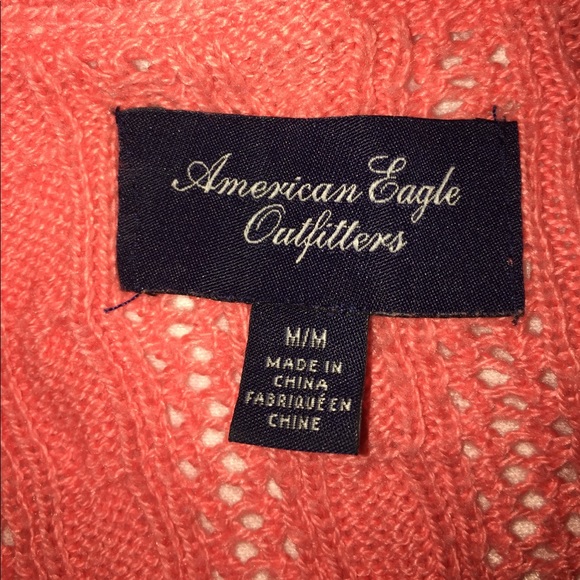 American Eagle
Outfitters
M/M
MADE IN
CHINA
FABRIQUÉ EN
CHINE